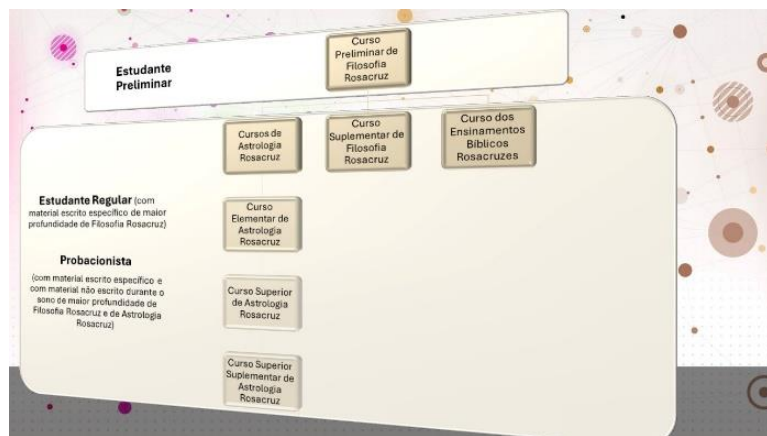 Estudante
Preliminar
Curso
Preliminar de
Filosofia
Rosacruz
Cursos de
Astrologia
Rosacruz
Curso
Suplementar de
Filosofia
Rosacruz
Curso dos
Ensinamentos
Bíblicos
Rosacruzes
Estudante Regular (com
material escrito específico de maior
profundidade de Filosofia Rosacruz)
Curso
Elementar de
Astrologia
Rosacruz
Probacionista
(com material escrito específico e
com material não escrito durante o
sono de maior profundidade de
Filosofia Rosacruz e de Astrologia
Rosacruz)
Curso Superior
de Astrologia
Rosacruz
Curso Superior
Suplementar de
Astrologia
Rosacruz